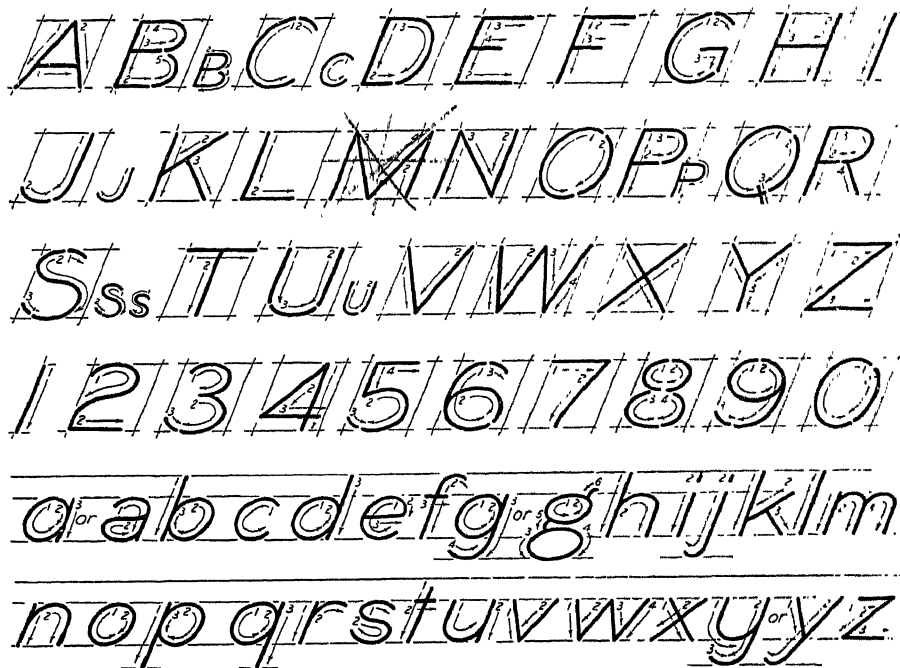 A B B C C D E F G H I
J J K L M N O P P Q R
S S S T U U V W X Y Z
1 2 3 4 5 6 7 8 9 0
a or a b c d e f g or g h i j k l m
n o p q r s t u v w x y or y z